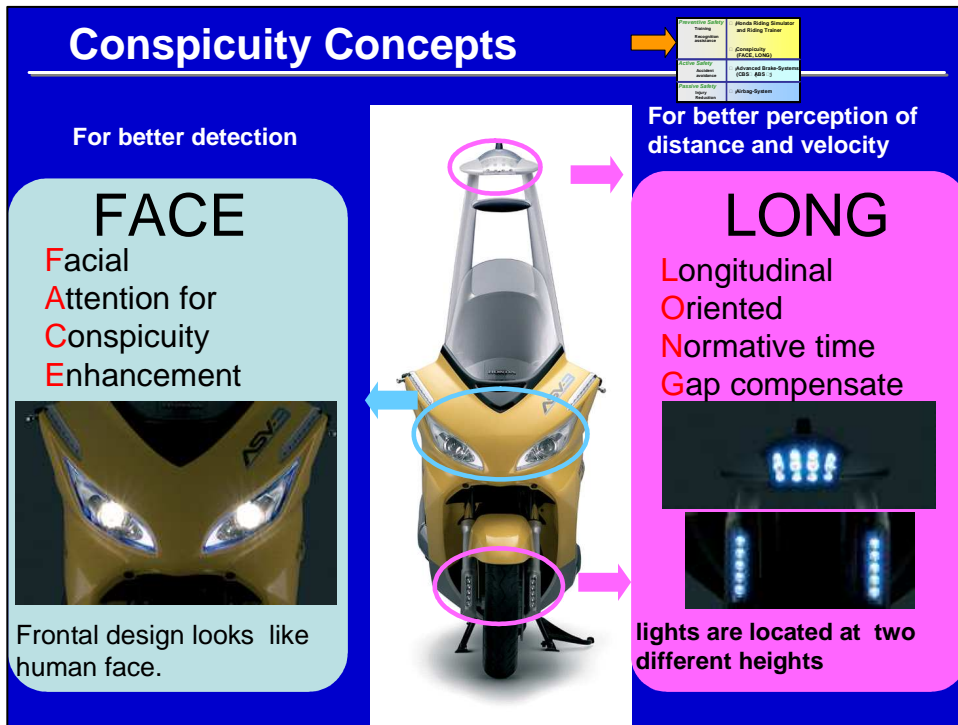 Conspicuity Concepts
Preventive Safety
Training
Recognition
assistance
Honda Riding Simulator
and Riding Trainer
Conspicuity
(FACE, LONG)
Active Safety
Accident
avoidance
Advanced Brake-Systems
(CBS ABS )
Passive Safety
Injury
Reduction
Airbag-System
For better detection
FACE
Facial
Attention for
Conspicuity
Enhancement
Frontal design looks like
human face.
ASV-3
For better perception of
distance and velocity
LONG
Longitudinal
Oriented
Normative time
Gap compensate
lights are located at two
different heights